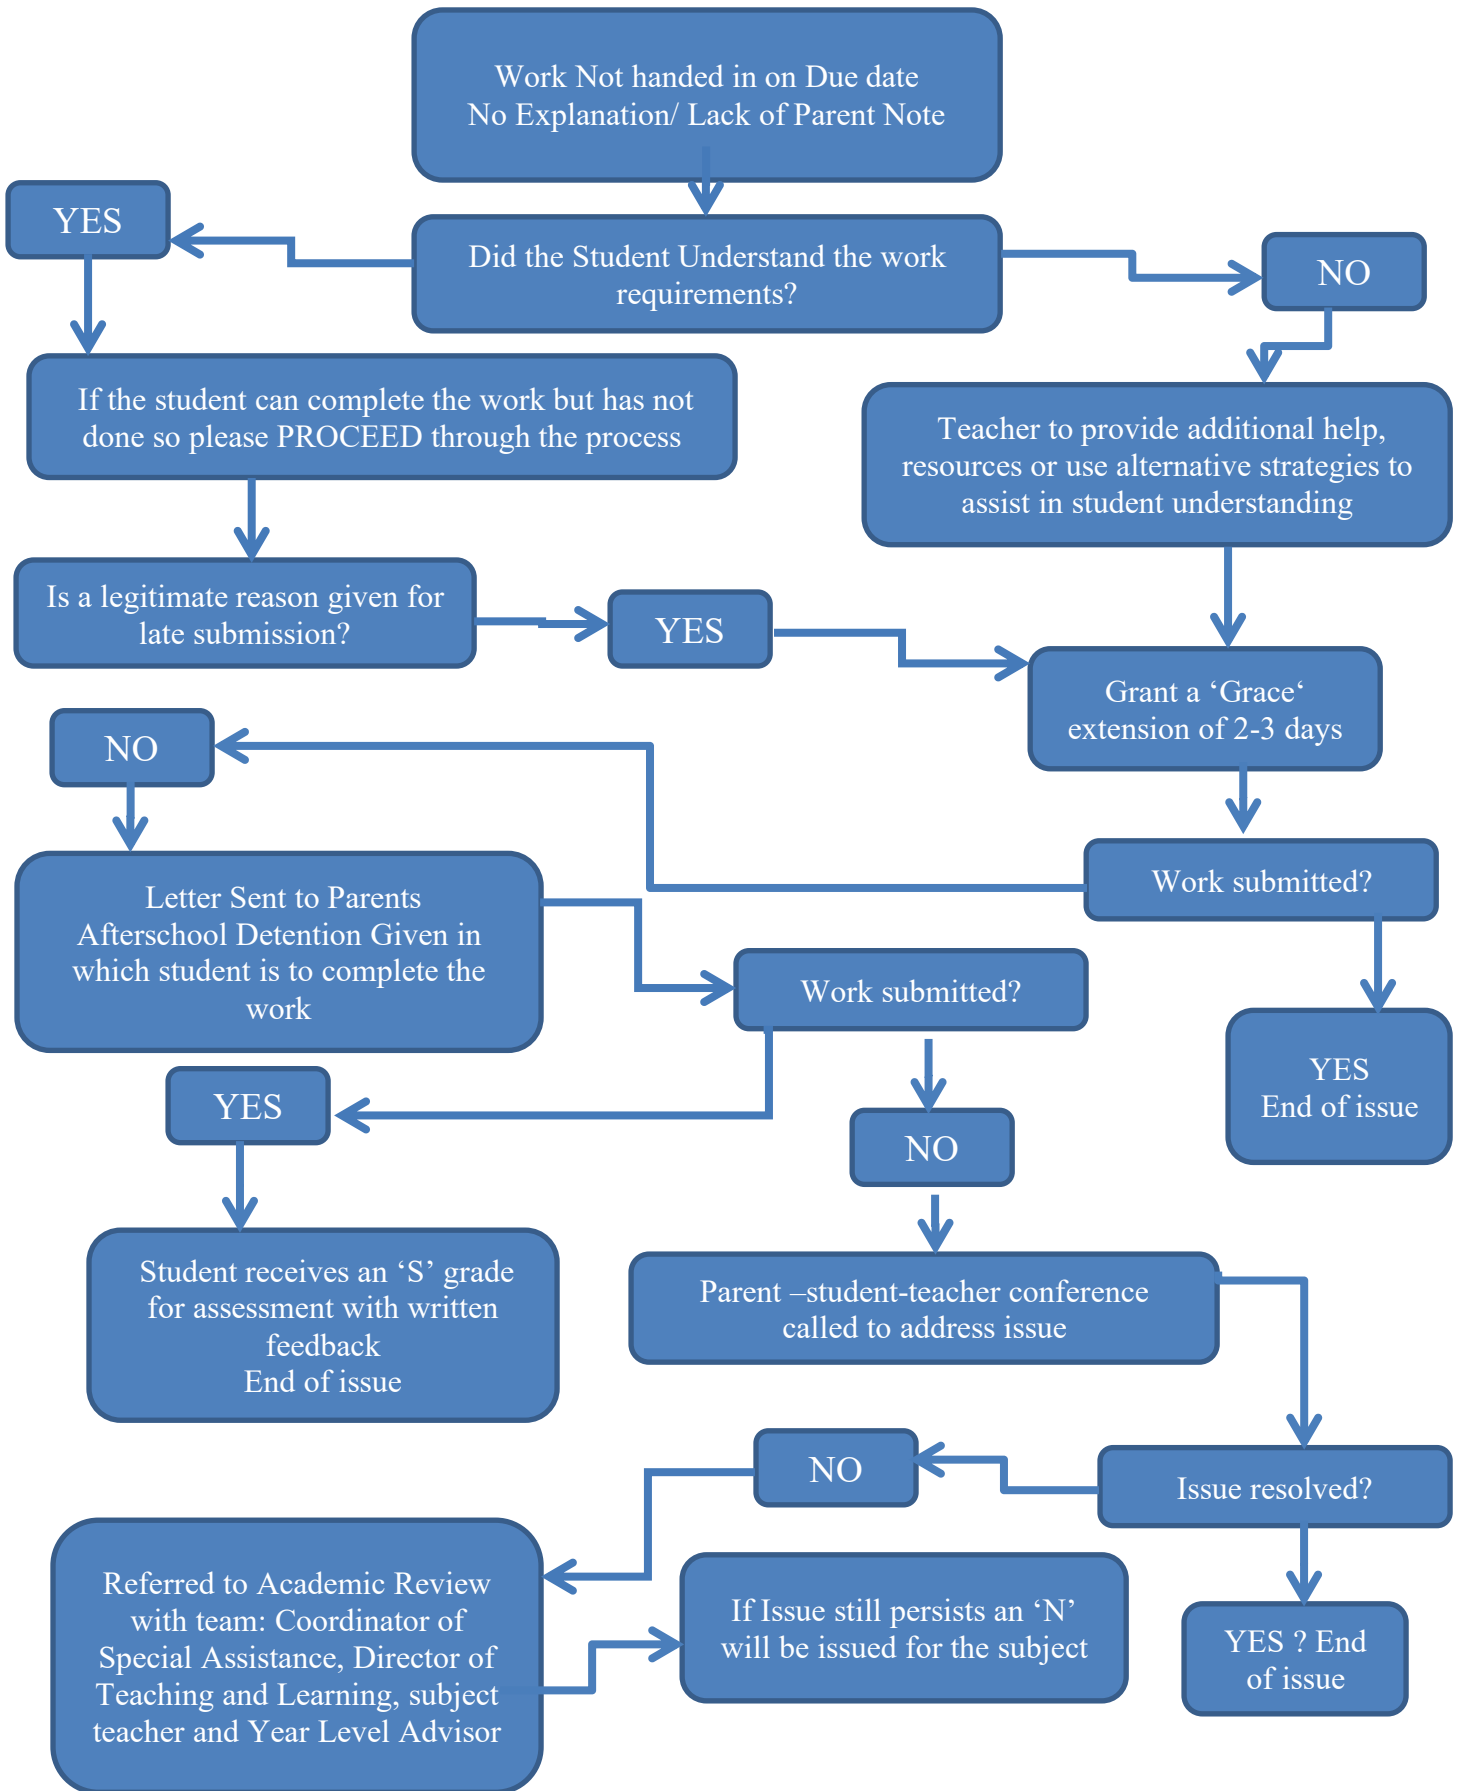 Work Not handed in on Due date
No Explanation/ Lack of Parent Note
YES
Did the Student Understand the work
requirements?
NO
If the student can complete the work but has not
done so please PROCEED through the process
Teacher to provide additional help,
resources or use alternative strategies to
assist in student understanding
Is a legitimate reason given for
late submission?
YES
Grant a ‘Grace‘
extension of 2-3 days
NO
Work submitted?
Letter Sent to Parents
Afterschool Detention Given in
which student is to complete the
work
Work submitted?
YES
End of issue
YES
NO
Student receives an ‘S’ grade
for assessment with written
feedback
End of issue
Parent –student-teacher conference
called to address issue
NO
Issue resolved?
Referred to Academic Review
with team: Coordinator of
Special Assistance, Director of
Teaching and Learning, subject
teacher and Year Level Advisor
If Issue still persists an ‘N’
will be issued for the subject
YES ? End
of issue